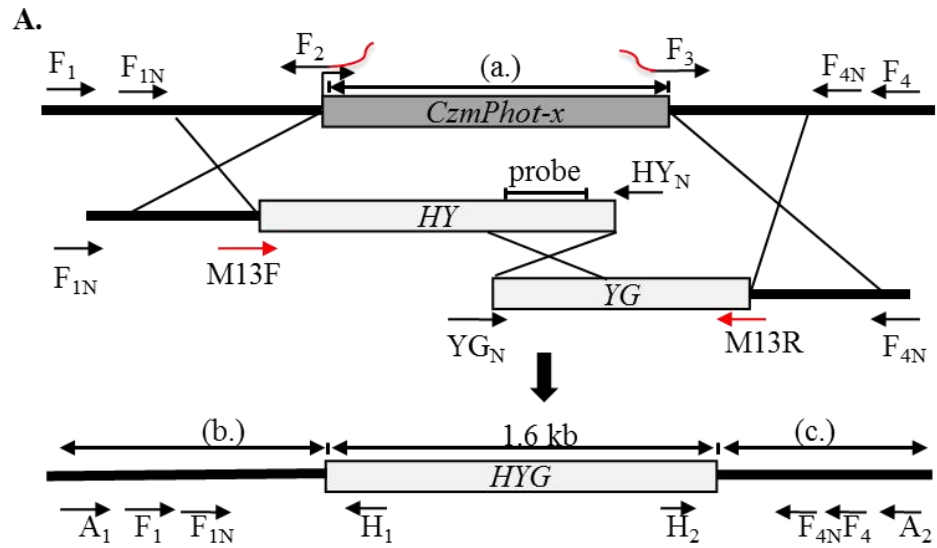 A.
F1 F1N F2 (a.) F3 F4N F4
CzmPhot-x
probe HYN
HY
F1N M13F
YG
YGN M13R F4N
(b.) 1.6 kb (c.)
HYG
A1 F1 F1N H1 H2 F4N F4 A2